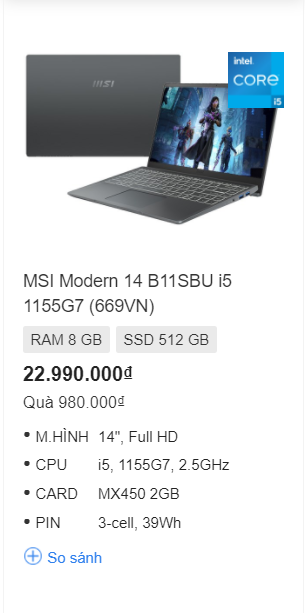 msi
intel
CORE
i5
MSI Modern 14 B11SBU i5
1155G7 (669VN)
RAM 8 GB SSD 512 GB
22.990.000₫
Quà 980.000₫
• M.HÌNH 14", Full HD
• CPU i5, 1155G7, 2.5GHz
• CARD MX450 2GB
• PIN 3-cell, 39Wh
So sánh